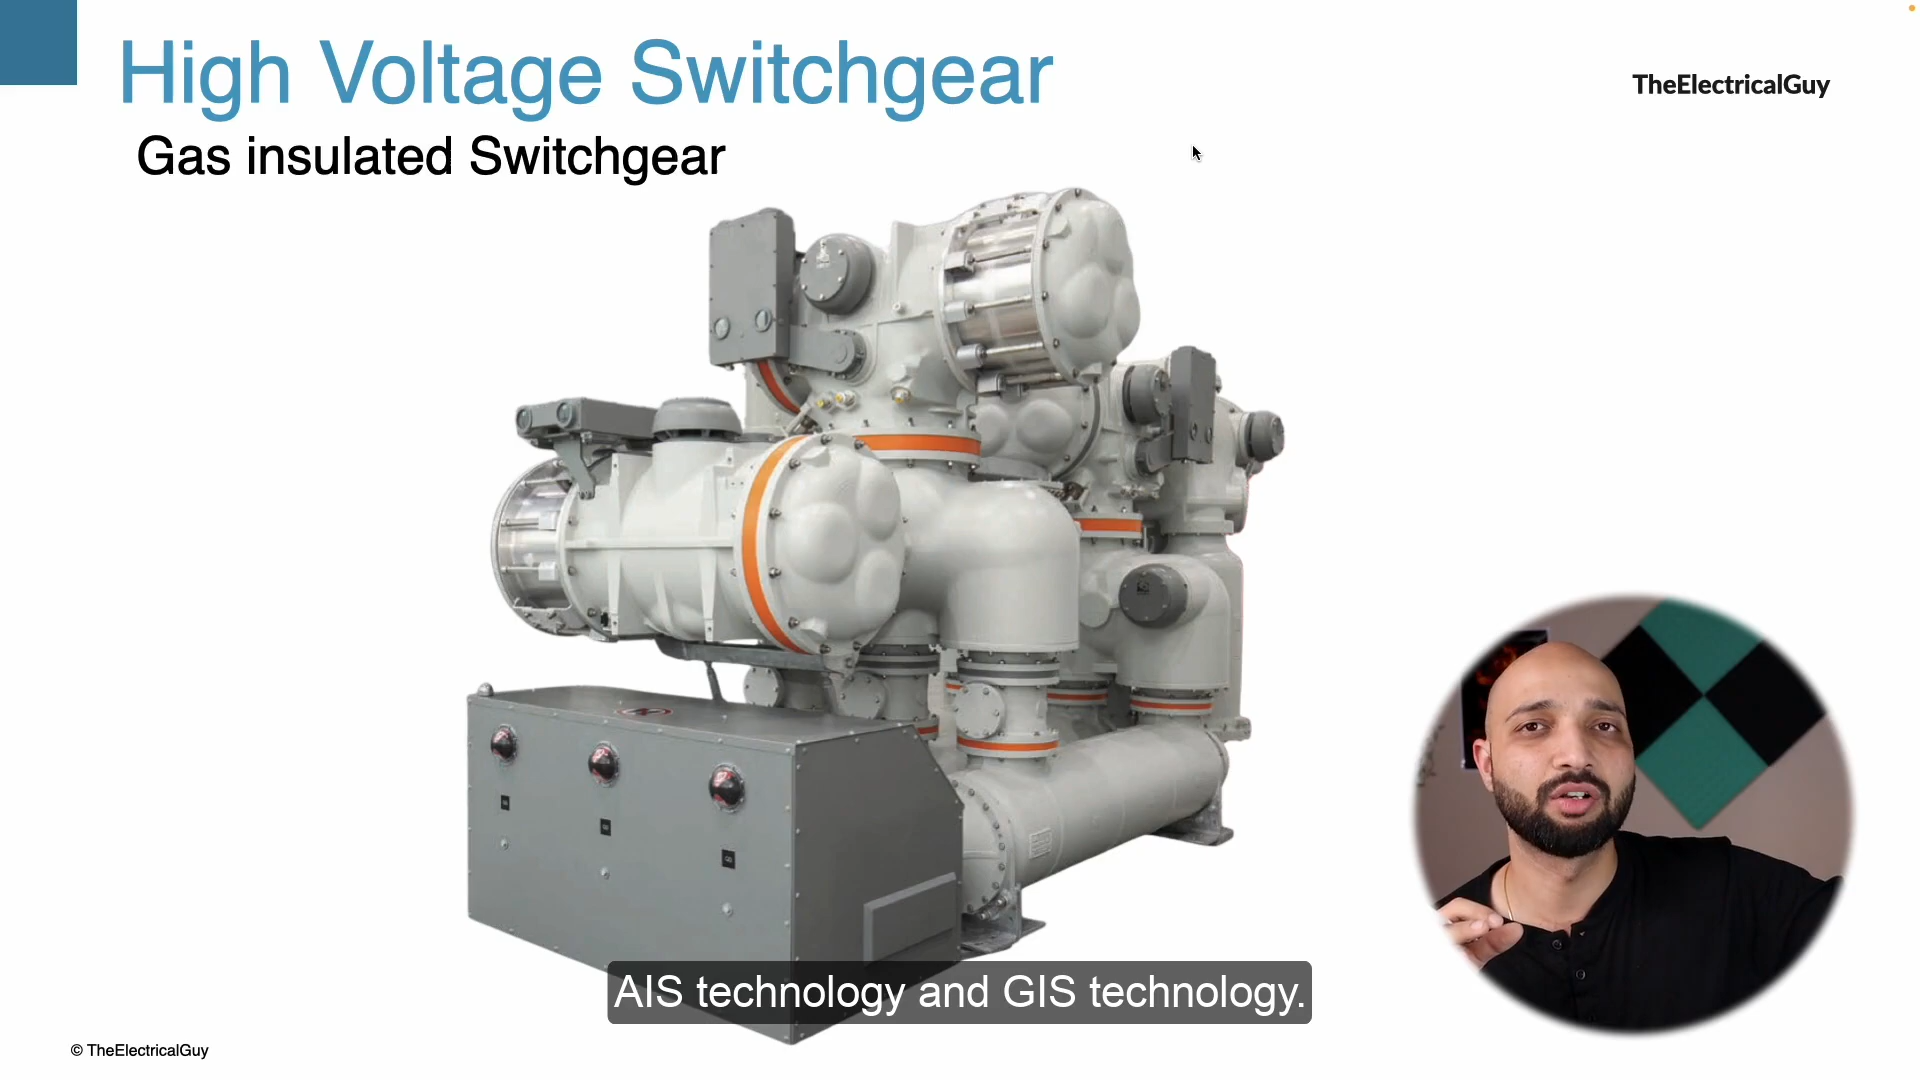 High Voltage Switchgear
TheElectricalGuy
Gas insulated Switchgear
AIS technology and GIS technology.
© TheElectricalGuy